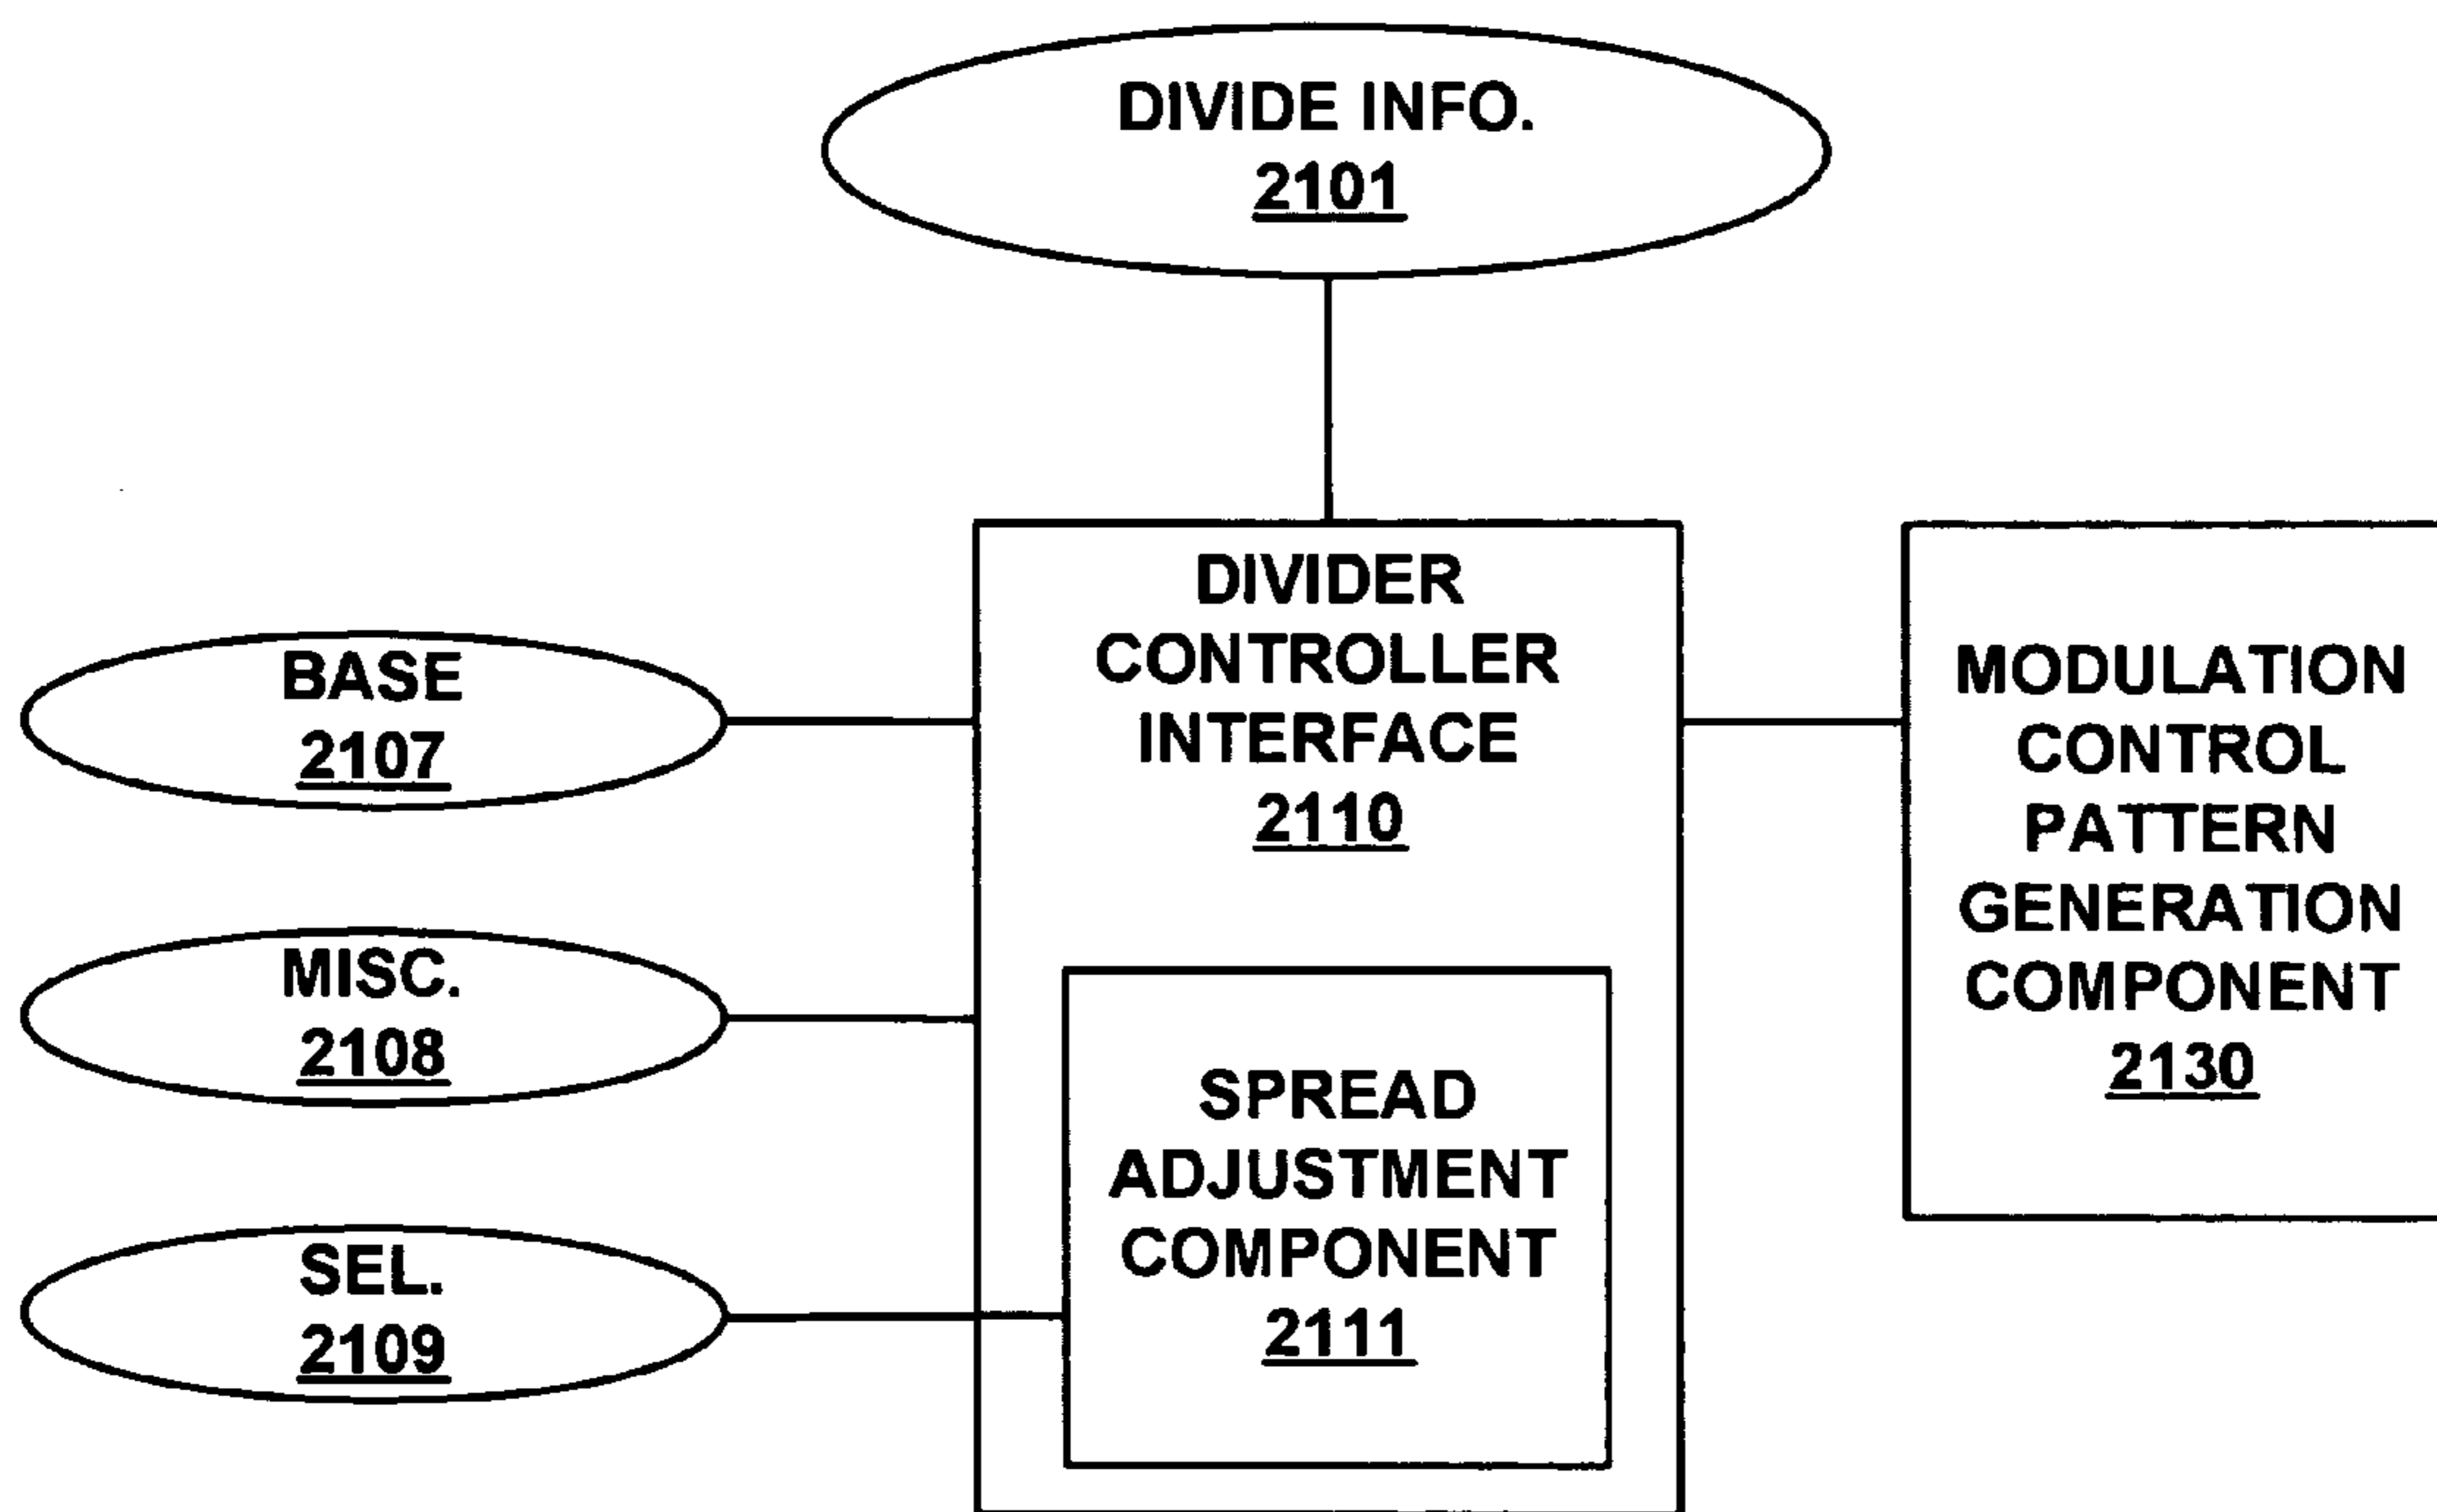 DIVIDE INFO.
2101
BASE
2107
MISC.
2108
SEL.
2109
DIVIDER
CONTROLLER
INTERFACE
2110
SPREAD
ADJUSTMENT
COMPONENT
2111
MODULATION
CONTROL
PATTERN
GENERATION
COMPONENT
2130